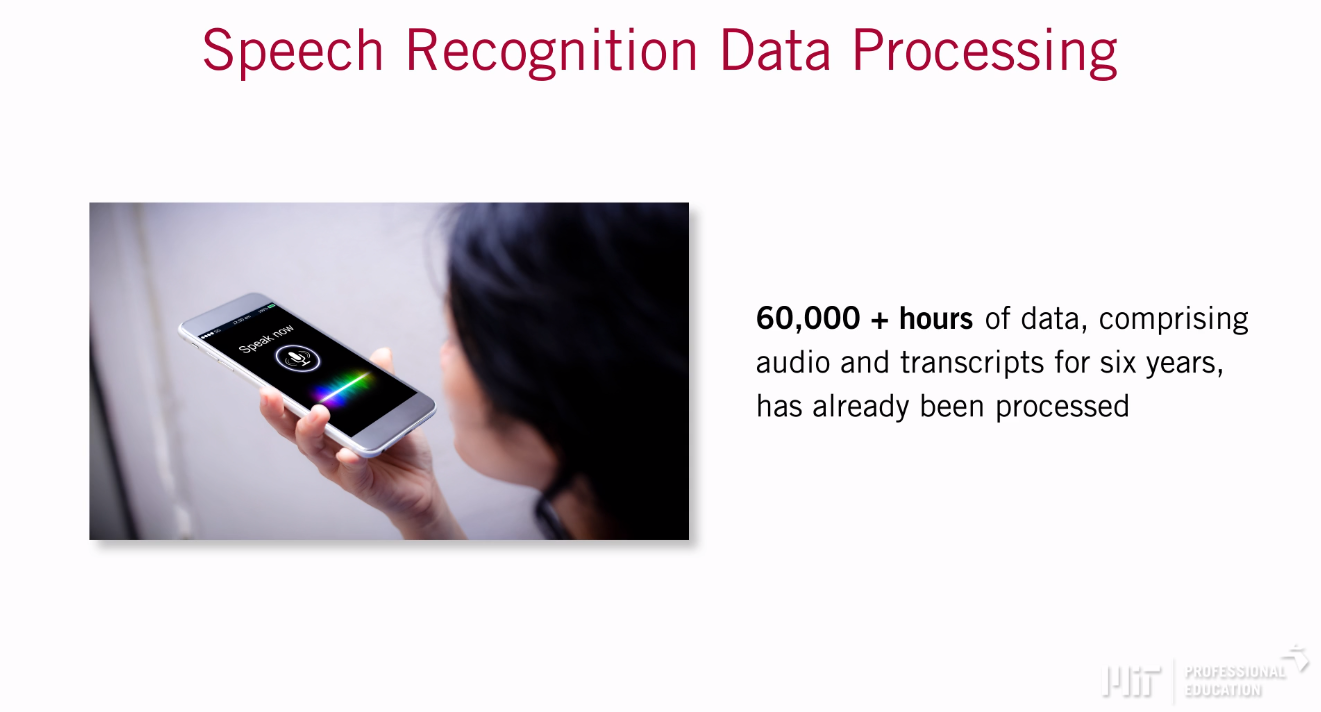 Speech Recognition Data Processing
Speak now
60,000 + hours of data, comprising
audio and transcripts for six years,
has already been processed
MIT
PROFESSIONAL
EDUCATION